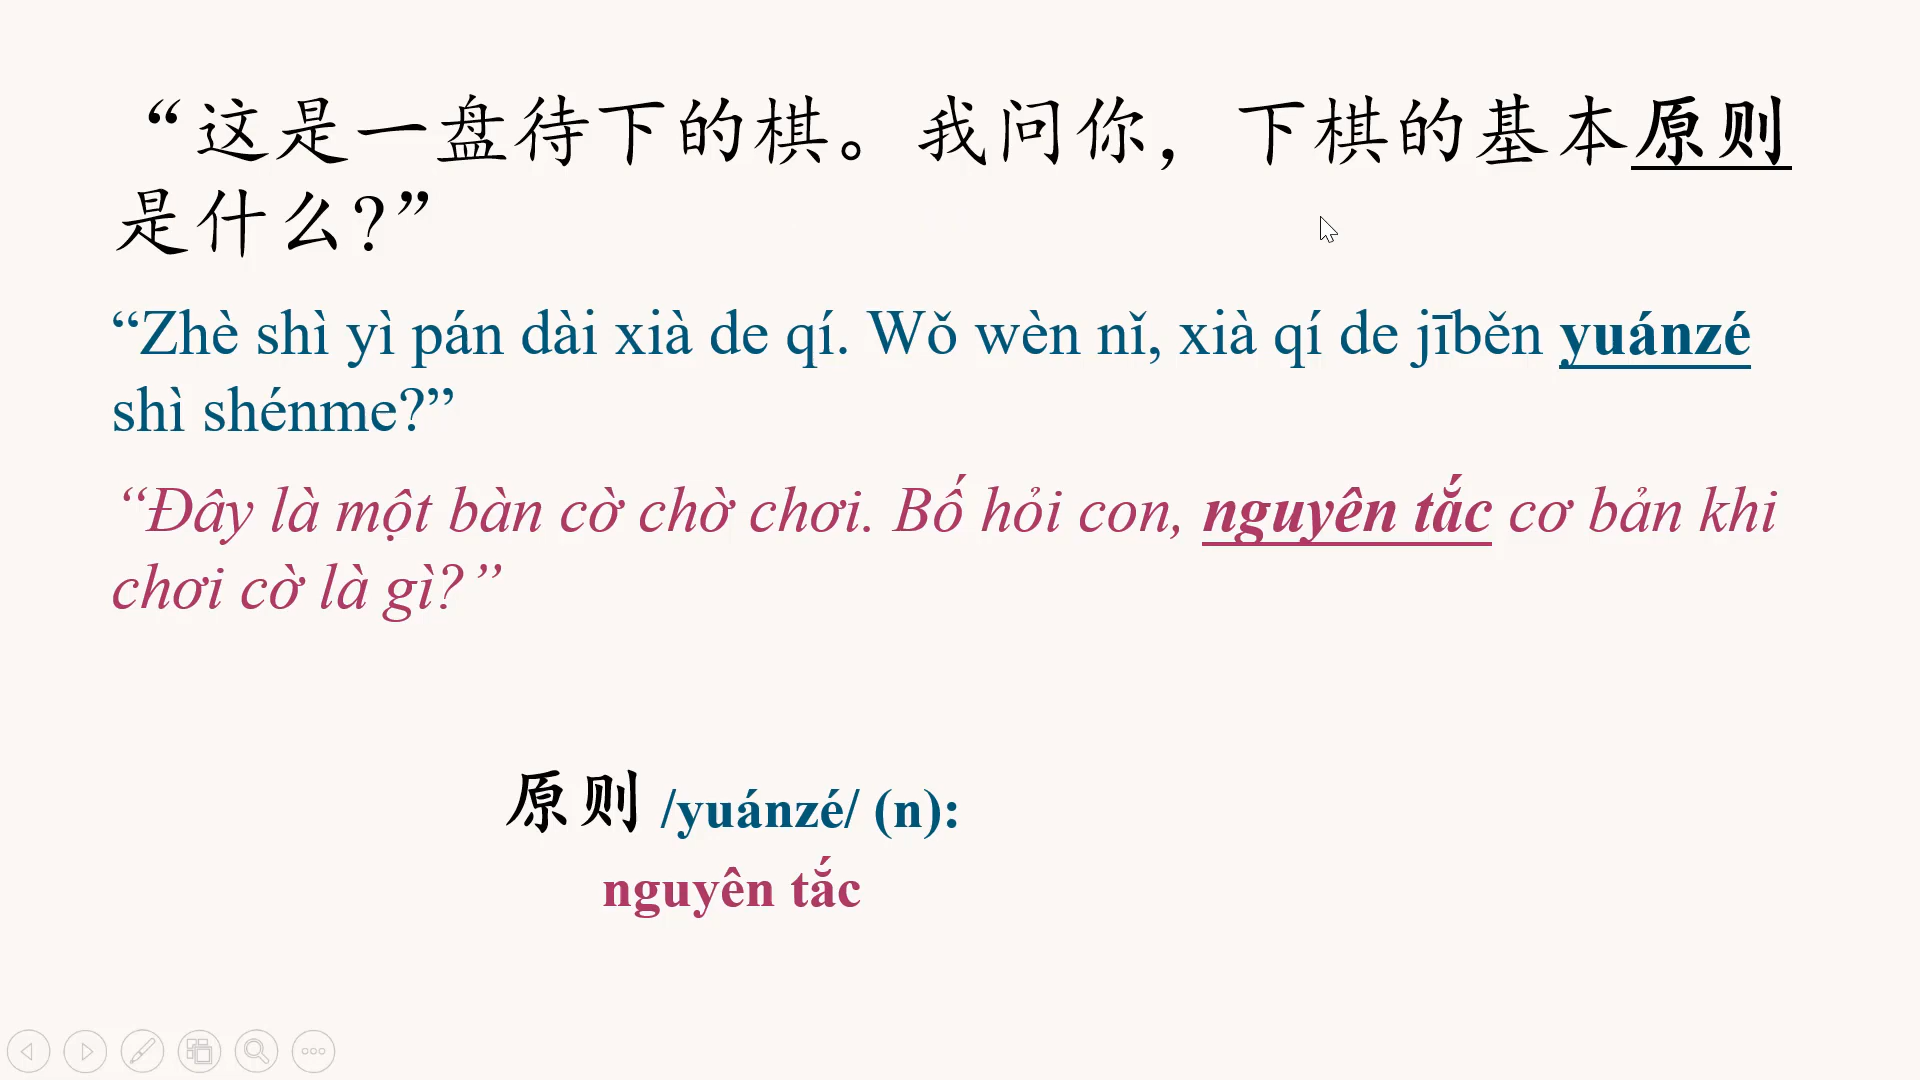 “这是一盘待下的棋。我问你，下棋的基本原则
是什么?”
“Zhè shì yì pán dài xià de qí. Wǒ wèn nǐ, xià qí de jīběn yuánzé
shì shénme?”
“Đây là một bàn cờ chờ chơi. Bố hỏi con, nguyên tắc cơ bản khi
chơi cờ là gì?”
原则 /yuánzé/ (n):
nguyên tắc